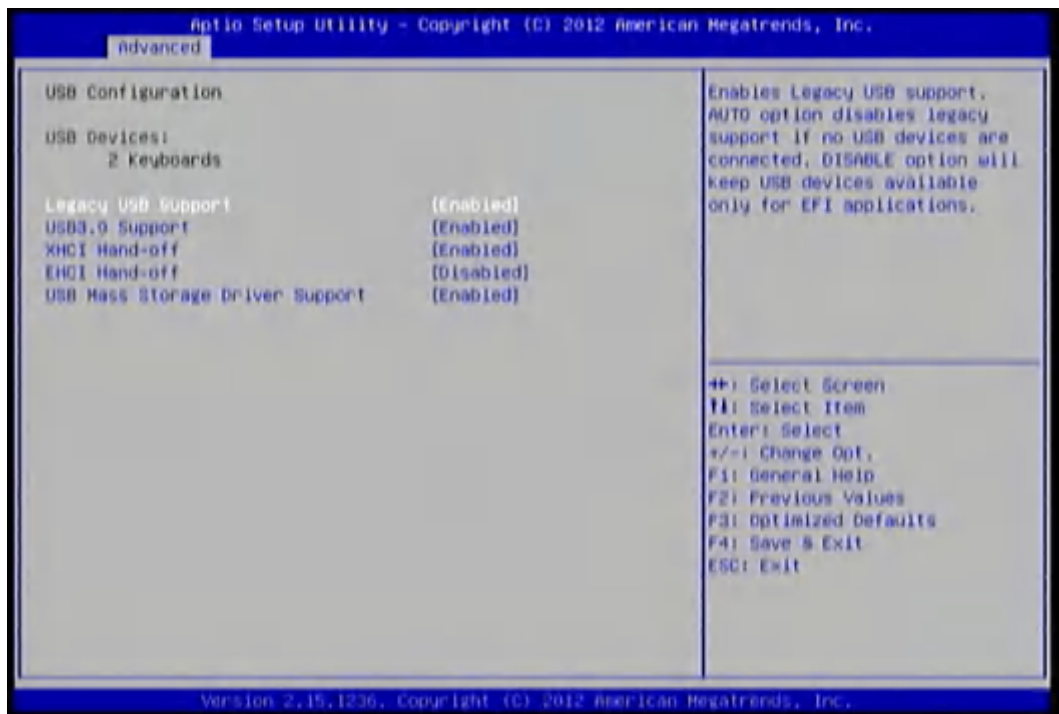 Aptio Setup Utility - Copyright (C) 2012 American Megatrends, Inc.
Advanced
USB Configuration
USB Devices:
2 Keyboards
Legacy USB Support [Enabled]
USB3.0 Support [Enabled]
XHCI Hand-off [Enabled]
EHCI Hand-off [Disabled]
USB Mass Storage Driver Support [Enabled]
Enables Legacy USB support.
AUTO option disables legacy
support if no USB devices are
connected. DISABLE option will
keep USB devices available
only for EFI applications.
→←: Select Screen
↑↓: Select Item
Enter: Select
+/-: Change Opt.
F1: General Help
F2: Previous Values
F3: Optimized Defaults
F4: Save & Exit
ESC: Exit
Version 2.15.1236. Copyright (C) 2012 American Megatrends, Inc.